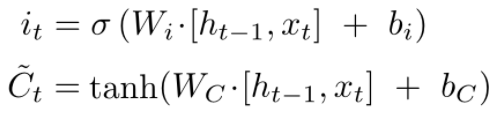 i_t = σ (W_i·[h_{t−1}, x_t] + b_i)
C̃_t = tanh(W_C·[h_{t−1}, x_t] + b_C)